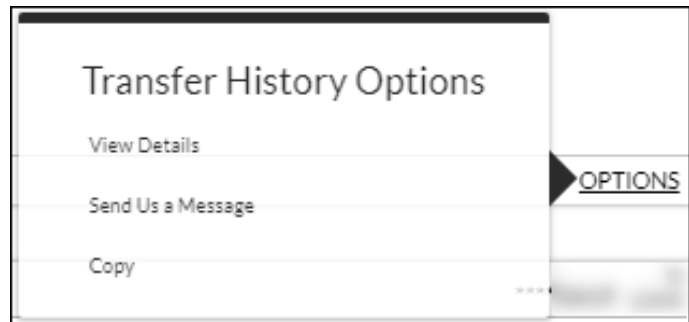 Transfer History Options
View Details
OPTIONS
Send Us a Message
Copy